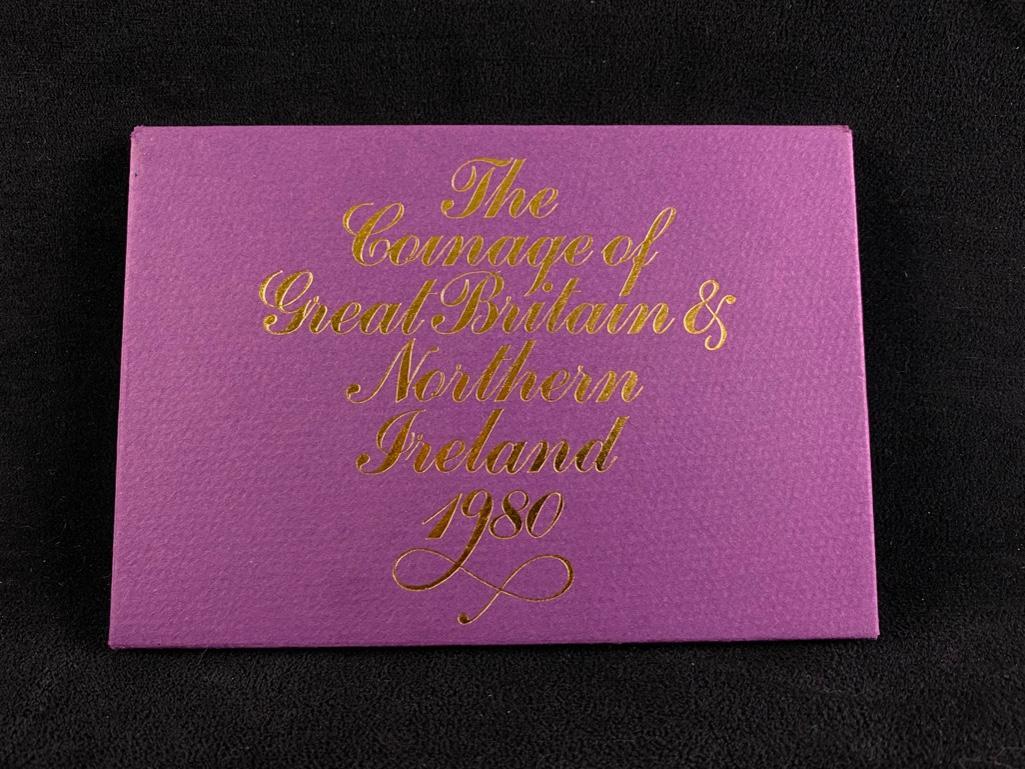 The
Coinage of
Great Britain &
Northern
Ireland
1980